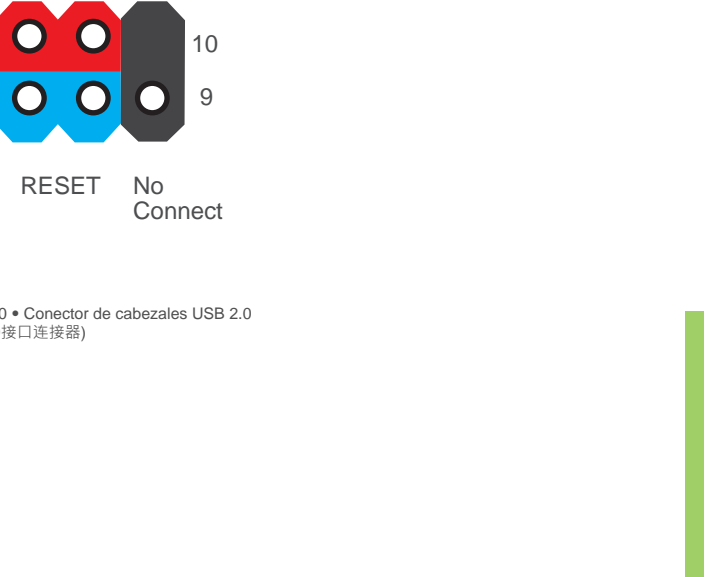 10
9
RESET
No
Connect
0 • Conector de cabezales USB 2.0
接口连接器)